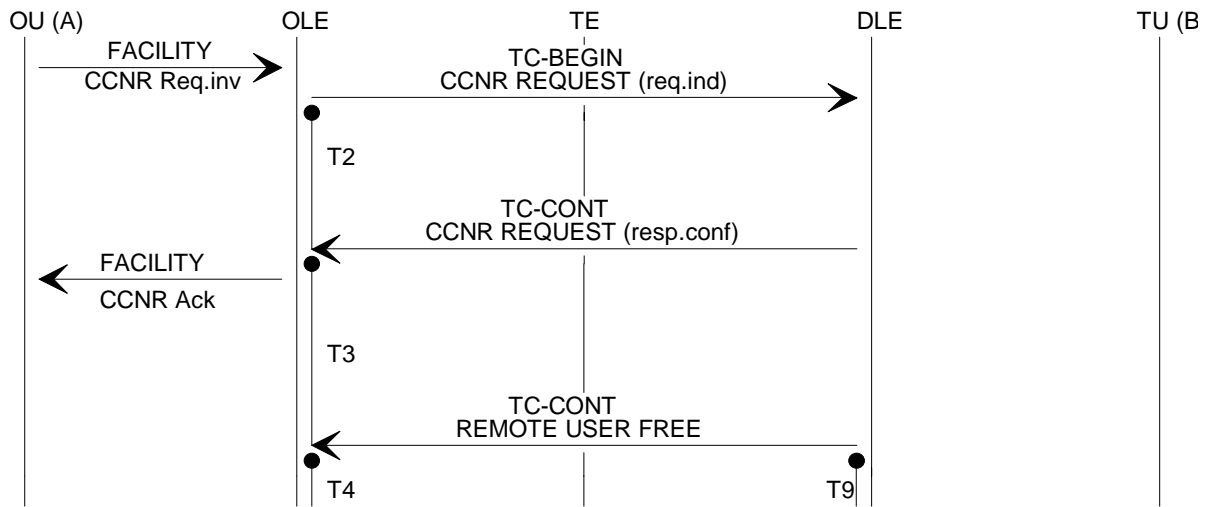 OU (A) OLE TE DLE TU (B
FACILITY
CCNR Req.inv
TC-BEGIN
CCNR REQUEST (req.ind)
T2
TC-CONT
CCNR REQUEST (resp.conf)
FACILITY
CCNR Ack
T3
TC-CONT
REMOTE USER FREE
T4 T9